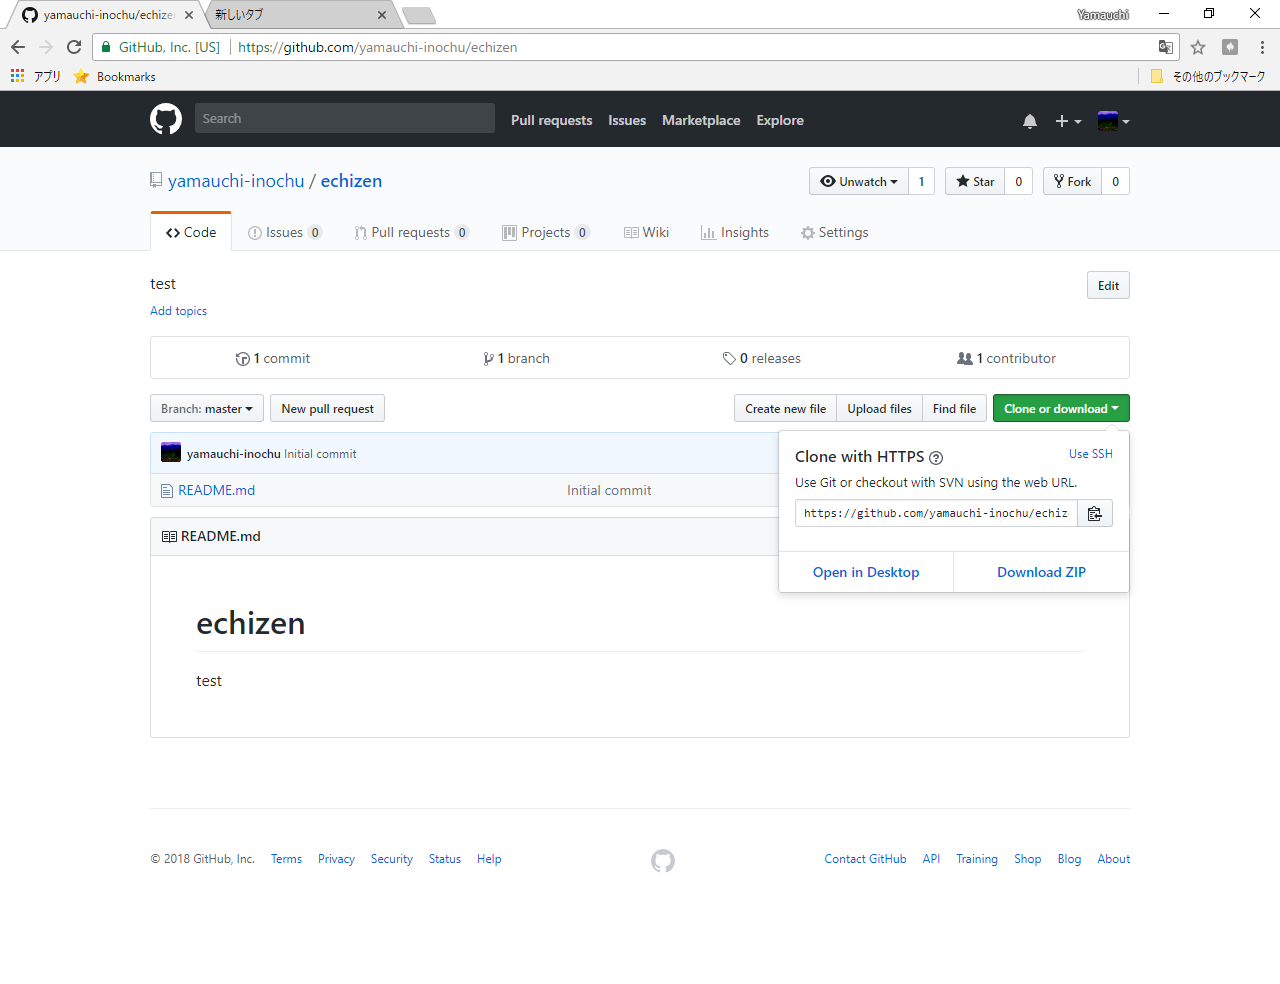 yamauchi-inochu/echize
新しいタブ
Yamauchi
GitHub, Inc. [US] https://github.com/yamauchi-inochu/echizen
アプリ Bookmarks その他のブックマーク
Search Pull requests Issues Marketplace Explore
yamauchi-inochu / echizen Unwatch 1 Star 0 Fork 0
Code Issues 0 Pull requests 0 Projects 0 Wiki Insights Settings
test Edit
Add topics
1 commit 1 branch 0 releases 1 contributor
Branch: master New pull request Create new file Upload files Find file Clone or download
yamauchi-inochu Initial commit
README.md Initial commit
Clone with HTTPS Use SSH
Use Git or checkout with SVN using the web URL.
https://github.com/yamauchi-inochu/echiz
Open in Desktop Download ZIP
README.md
echizen
test
© 2018 GitHub, Inc. Terms Privacy Security Status Help Contact GitHub API Training Shop Blog About